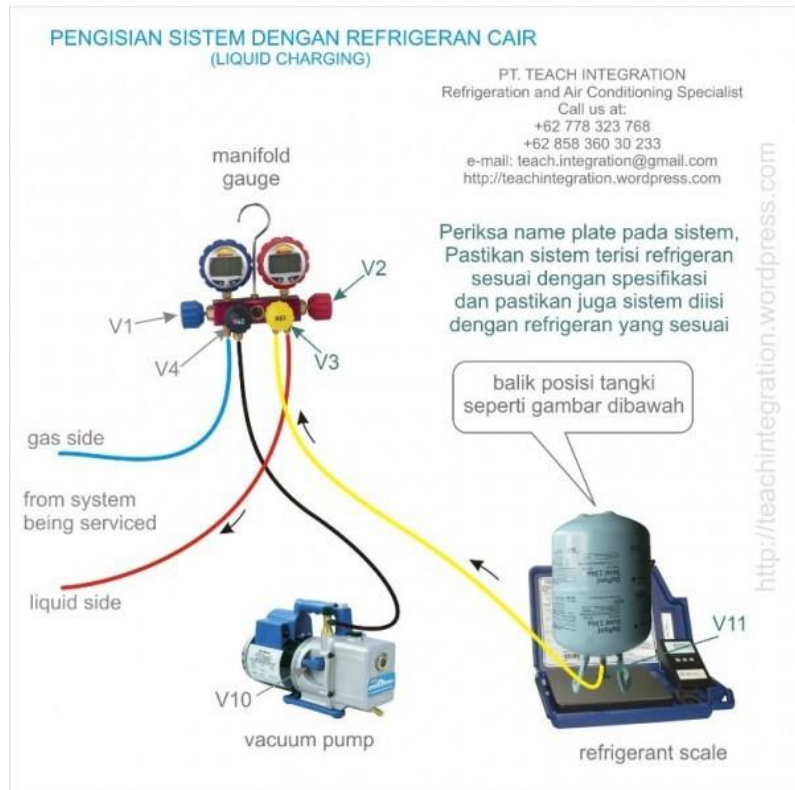 PENGISIAN SISTEM DENGAN REFRIGERAN CAIR
(LIQUID CHARGING)
PT. TEACH INTEGRATION
Refrigeration and Air Conditioning Specialist
Call us at:
+62 778 323 768
+62 858 360 30 233
e-mail: teach.integration@gmail.com
http://teachintegration.wordpress.com
manifold
gauge
Periksa name plate pada sistem,
Pastikan sistem terisi refrigeran
sesuai dengan spesifikasi
dan pastikan juga sistem diisi
dengan refrigeran yang sesuai
V2
V1
VAC
REF
V3
V4
balik posisi tangki
seperti gambar dibawah
gas side
from system
being serviced
liquid side
V11
V10
vacuum pump
refrigerant scale
http://teachintegration.wordpress.com